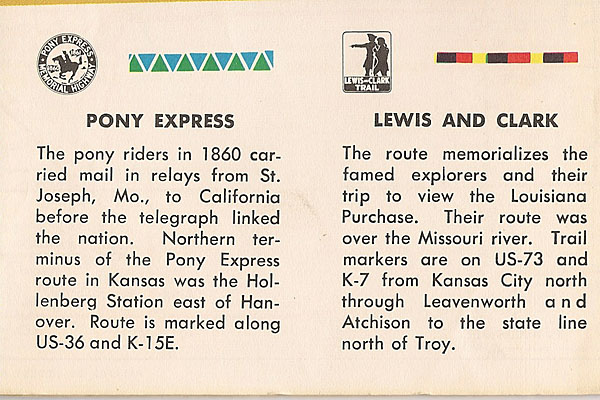 PONY EXPRESS
MEMORIAL HIGHWAY
PONY EXPRESS
The pony riders in 1860 car-
ried mail in relays from St.
Joseph, Mo., to California
before the telegraph linked
the nation. Northern ter-
minus of the Pony Express
route in Kansas was the Hol-
lenberg Station east of Han-
over. Route is marked along
US-36 and K-15E.
LEWIS AND CLARK
TRAIL
LEWIS AND CLARK
The route memorializes the
famed explorers and their
trip to view the Louisiana
Purchase. Their route was
over the Missouri river. Trail
markers are on US-73 and
K-7 from Kansas City north
through Leavenworth and
Atchison to the state line
north of Troy.